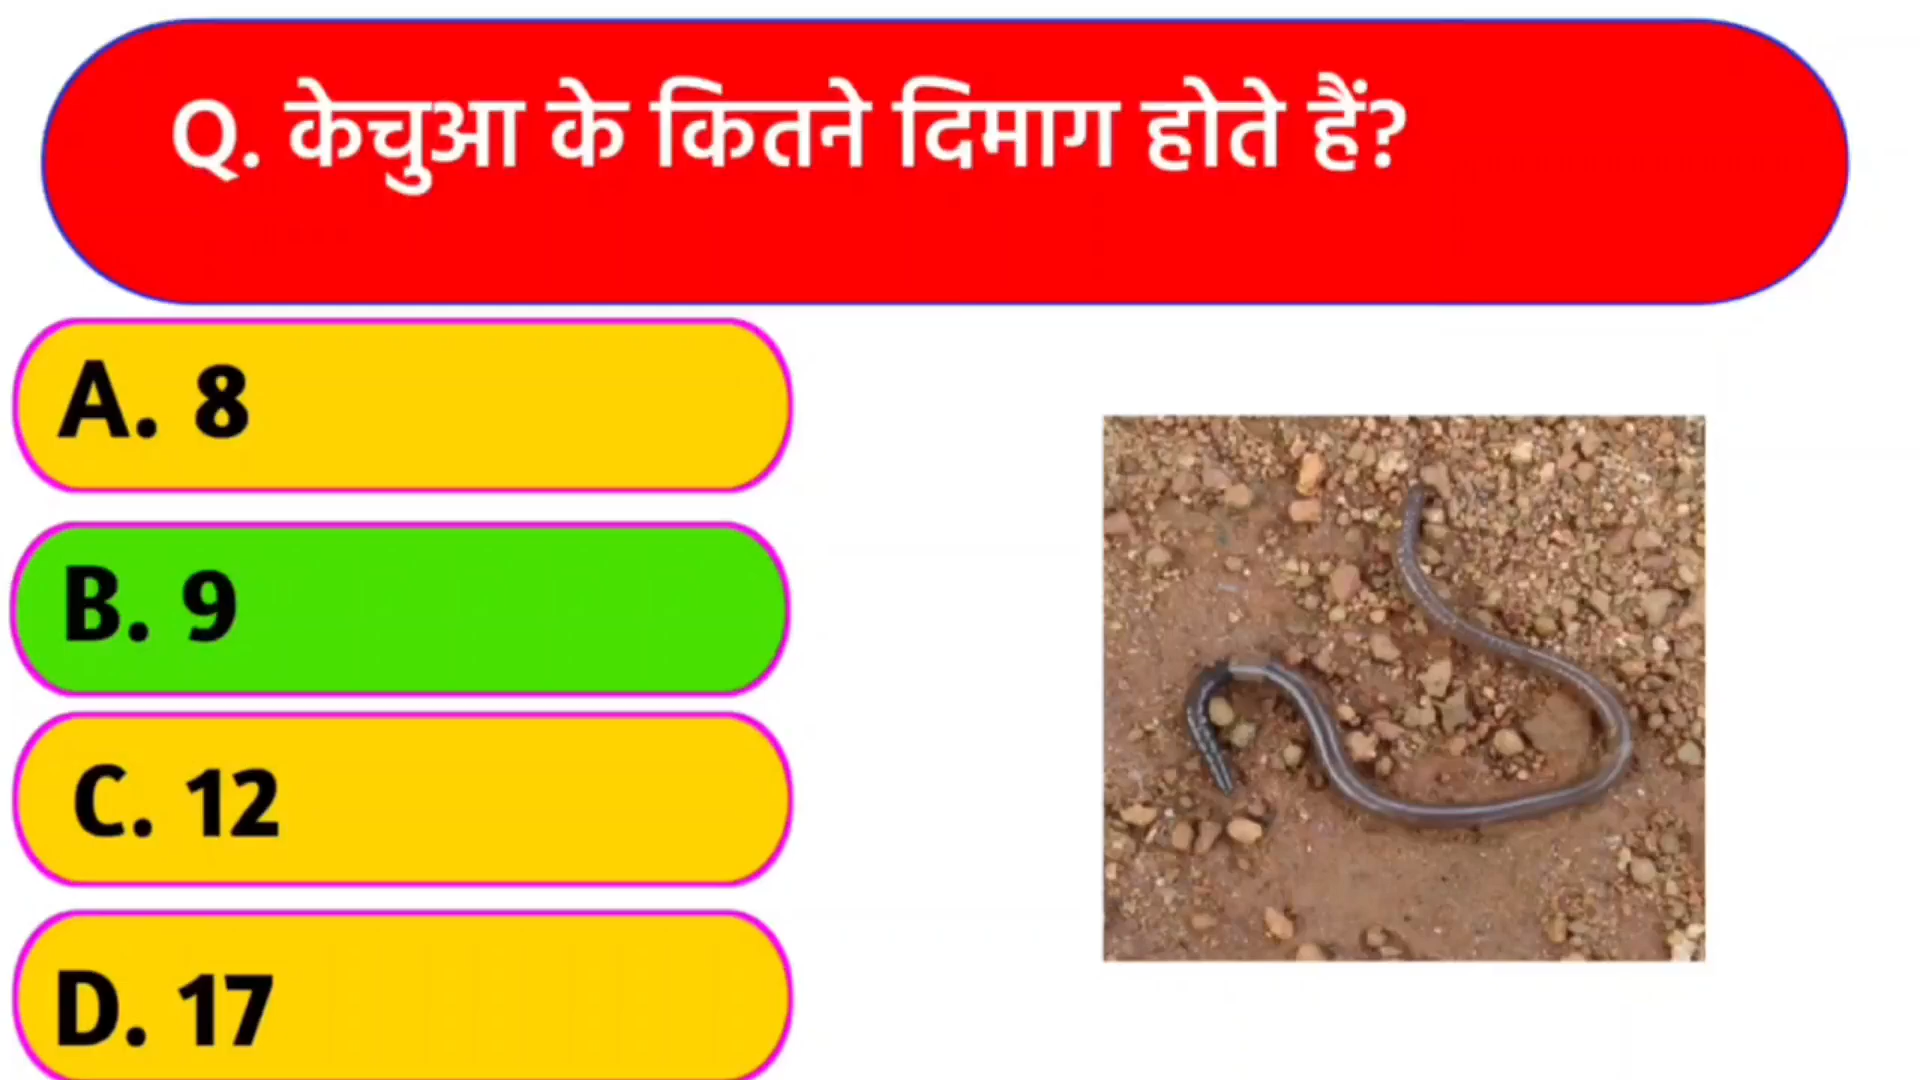 Q. केचुआ के कितने दिमाग होते हैं?
A. 8
B. 9
C. 12
D. 17